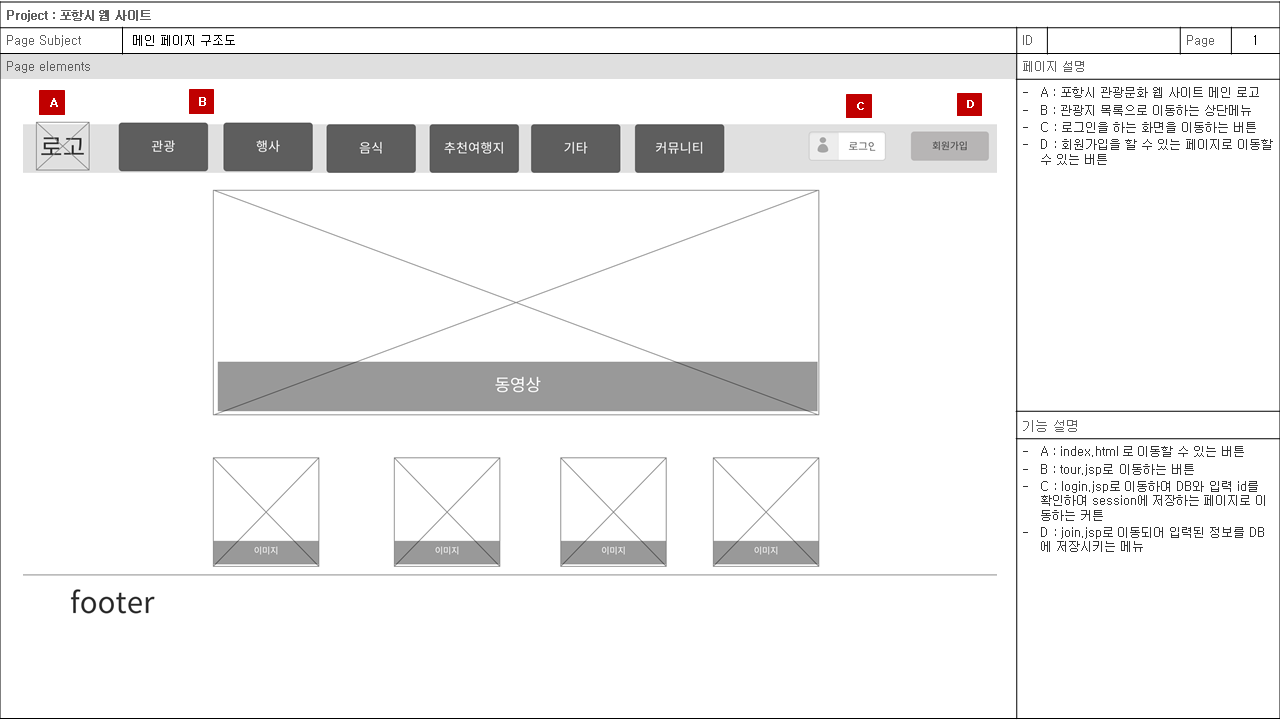 Project : 포항시 웹 사이트
Page Subject
메인 페이지 구조도
ID
Page
1
Page elements
페이지 설명
A
B
C
D
로고
관광
행사
음식
추천여행지
기타
커뮤니티
로그인
회원가입
동영상
이미지
이미지
이미지
이미지
footer
- A : 포항시 관광문화 웹 사이트 메인 로고
- B : 관광지 목록으로 이동하는 상단메뉴
- C : 로그인을 하는 화면을 이동하는 버튼
- D : 회원가입을 할 수 있는 페이지로 이동할
수 있는 버튼
기능 설명
- A : index.html 로 이동할 수 있는 버튼
- B : tour.jsp로 이동하는 버튼
- C : login.jsp로 이동하며 DB와 입력 id를
확인하며 session에 저장하는 페이지로 이
동하는 커튼
- D : join.jsp로 이동되어 입력된 정보를 DB
에 저장시키는 메뉴